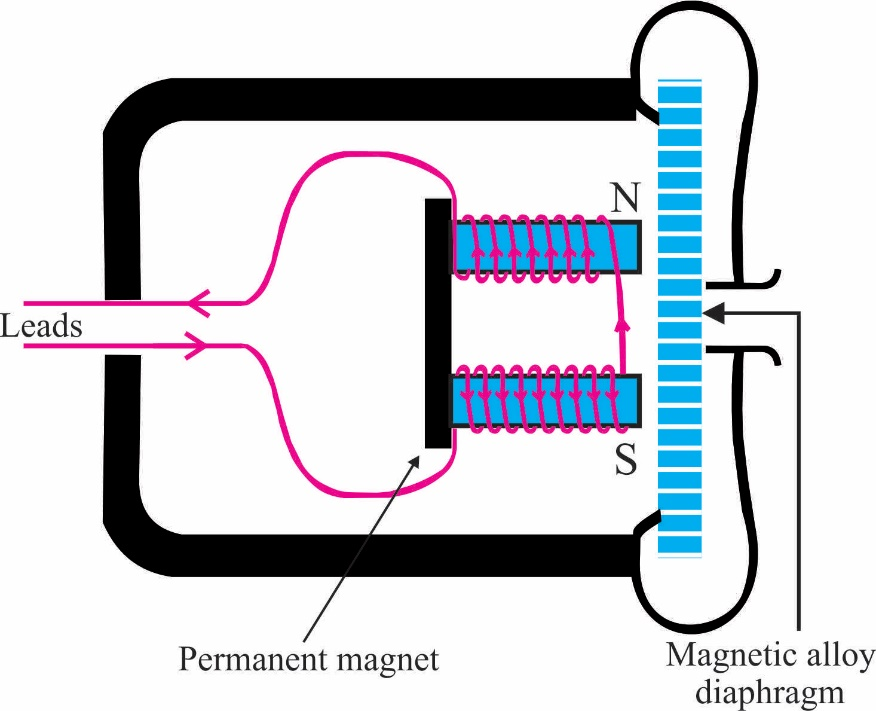 N
Leads
S
Permanent magnet
Magnetic alloy
diaphragm